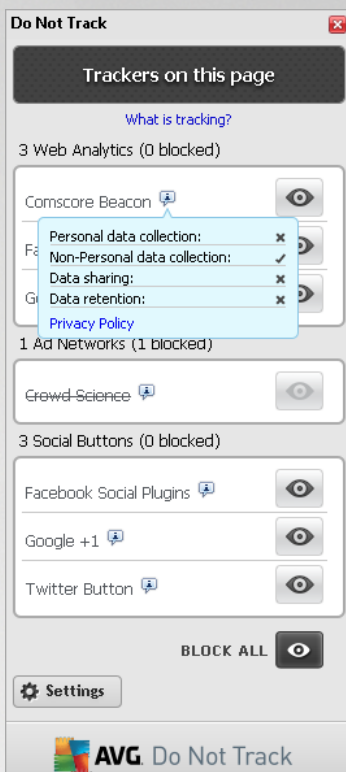 Do Not Track
Trackers on this page
What is tracking?
3 Web Analytics (0 blocked)
Comscore Beacon
Personal data collection: ✗
Non-Personal data collection: ✓
Data sharing: ✗
Data retention: ✗
Privacy Policy
1 Ad Networks (1 blocked)
Crowd Science
3 Social Buttons (0 blocked)
Facebook Social Plugins
Google +1
Twitter Button
BLOCK ALL
Settings
AVG. Do Not Track